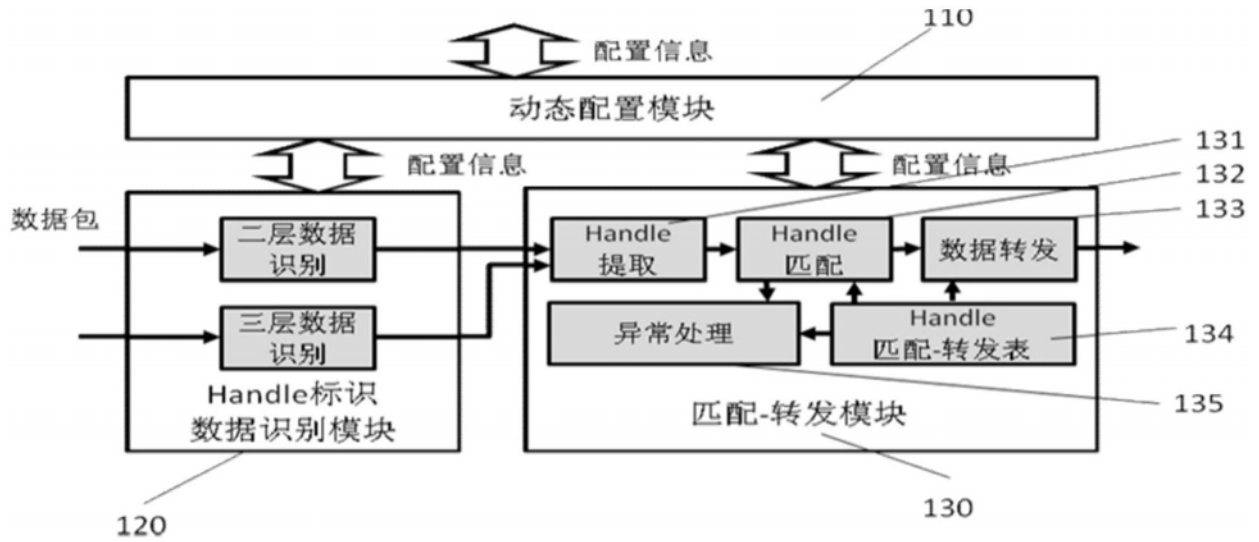 110
配置信息
动态配置模块
131
配置信息
配置信息
132
数据包
133
二层数据
识别
Handle
提取
Handle
匹配
数据转发
三层数据
识别
异常处理
Handle
匹配-转发表
134
Handle标识
数据识别模块
匹配-转发模块
135
120
130